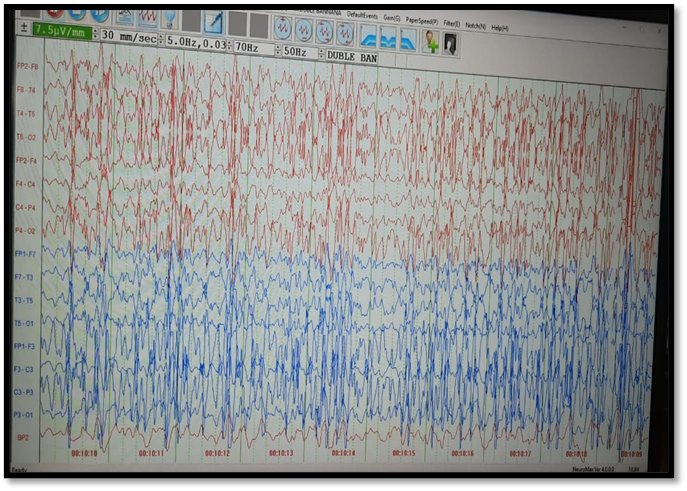 DefaultEvents Gain(G) PaperSpeed(P) Filter(E) Notch(N) Help(H)
7.5μV/mm 30 mm/sec 5.0Hz,0.03 70Hz 50Hz DUBLE BAN
FP2-F8
F8-T4
T4-T6
T6-O2
FP2-F4
F4-C4
C4-P4
P4-O2
FP1-F7
F7-T3
T3-T5
T5-O1
FP1-F3
F3-C3
C3-P3
P3-O1
BP2
00:10:10 00:10:11 00:10:12 00:10:13 00:10:14 00:10:15 00:10:16 00:10:17 00:10:18
Ready NUM